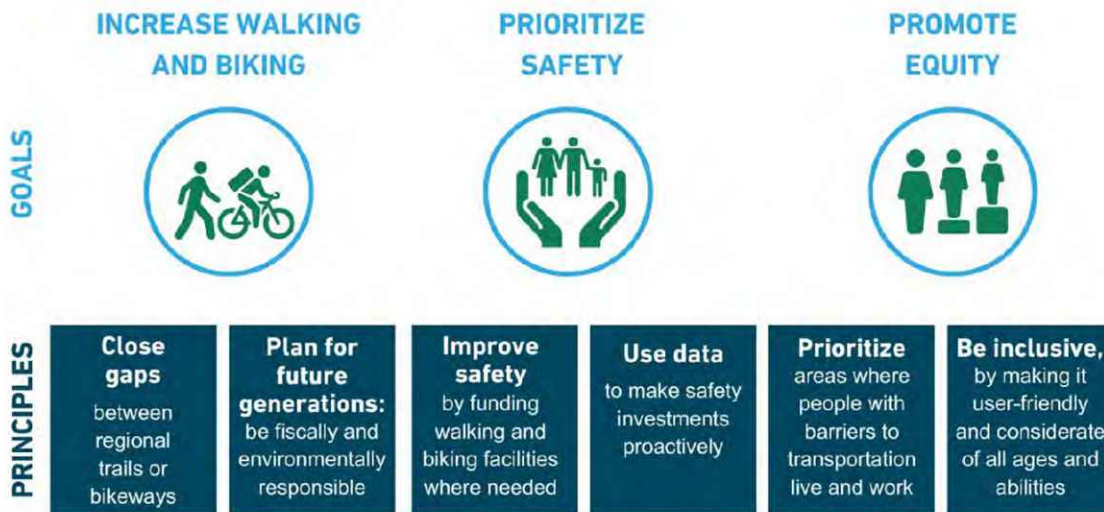 INCREASE WALKING
AND BIKING
PRIORITIZE
SAFETY
PROMOTE
EQUITY
GOALS
PRINCIPLES
Close
gaps
between
regional
trails or
bikeways
Plan for
future
generations:
be fiscally and
environmentally
responsible
Improve
safety
by funding
walking and
biking facilities
where needed
Use data
to make safety
investments
proactively
Prioritize
areas where
people with
barriers to
transportation
live and work
Be inclusive,
by making it
user-friendly
and considerate
of all ages and
abilities